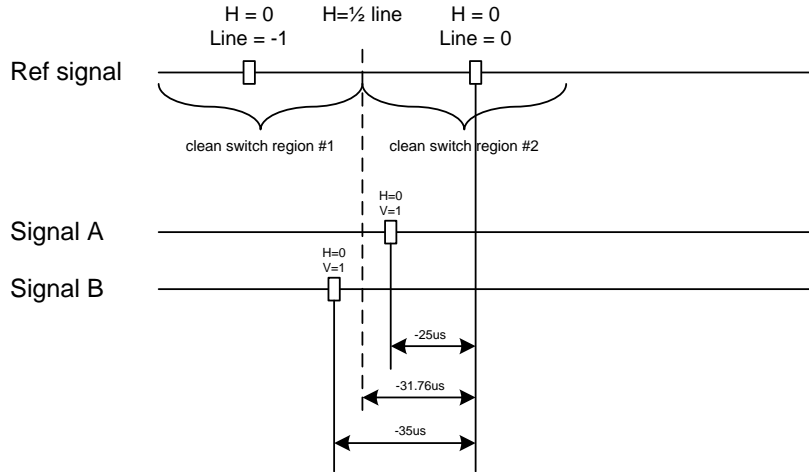 H = 0
Line = -1
H=½ line
H = 0
Line = 0
Ref signal
clean switch region #1
clean switch region #2
H=0
V=1
Signal A
H=0
V=1
Signal B
-25us
-31.76us
-35us